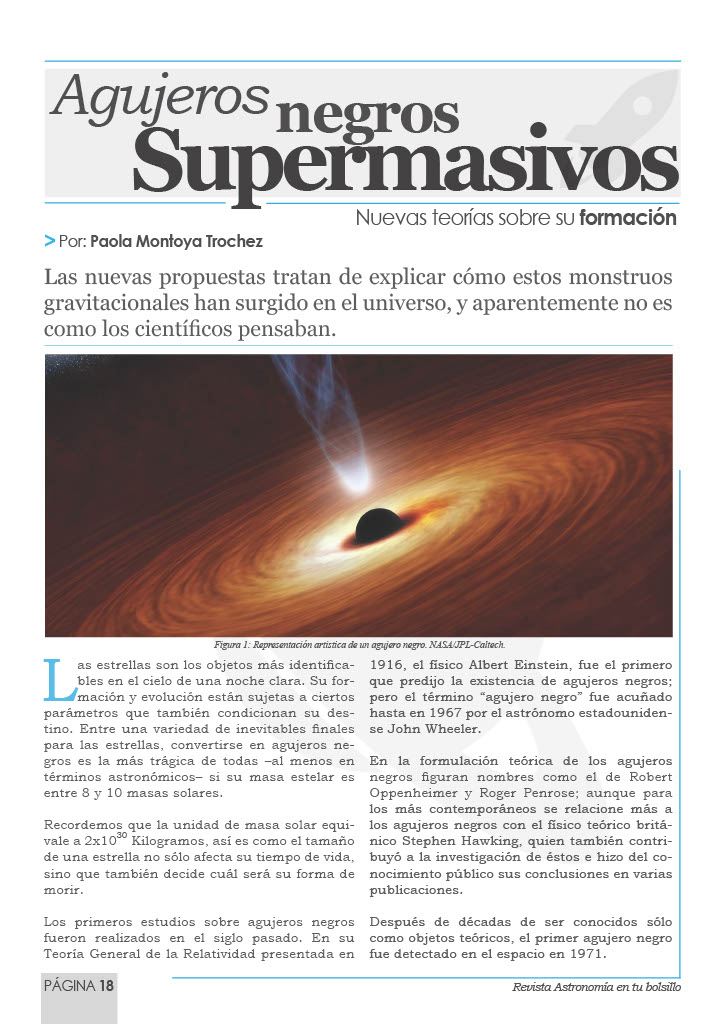 Agujeros
negros
Supermasivos
Nuevas teorías sobre su formación
> Por: Paola Montoya Trochez
Las nuevas propuestas tratan de explicar cómo estos monstruos
gravitacionales han surgido en el universo, y aparentemente no es
como los científicos pensaban.
Figura 1: Representación artistica de un agujero negro. NASA/JPL-Caltech.
Las estrellas son los objetos más identifica-
bles en el cielo de una noche clara. Su for-
mación y evolución están sujetas a ciertos
parámetros que también condicionan su des-
tino. Entre una variedad de inevitables finales
para las estrellas, convertirse en agujeros ne-
gros es la más trágica de todas –al menos en
términos astronómicos– si su masa estelar es
entre 8 y 10 masas solares.
Recordemos que la unidad de masa solar equi-
vale a 2x10³⁰ Kilogramos, así es como el tamaño
de una estrella no sólo afecta su tiempo de vida,
sino que también decide cuál será su forma de
morir.
Los primeros estudios sobre agujeros negros
fueron realizados en el siglo pasado. En su
Teoría General de la Relatividad presentada en
1916, el físico Albert Einstein, fue el primero
que predijo la existencia de agujeros negros;
pero el término “agujero negro” fue acuñado
hasta en 1967 por el astrónomo estadouniden-
se John Wheeler.
En la formulación teórica de los agujeros
negros figuran nombres como el de Robert
Oppenheimer y Roger Penrose; aunque para
los más contemporáneos se relacione más a
los agujeros negros con el físico teórico britá-
nico Stephen Hawking, quien también contri-
buyó a la investigación de éstos e hizo del co-
nocimiento público sus conclusiones en varias
publicaciones.
Después de décadas de ser conocidos sólo
como objetos teóricos, el primer agujero negro
fue detectado en el espacio en 1971.
PÁGINA 18
Revista Astronomía en tu bolsillo